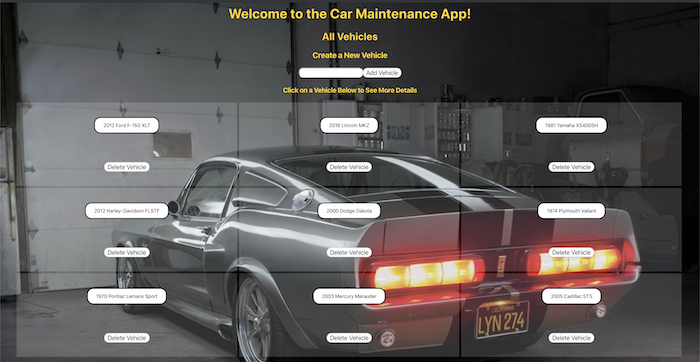 Welcome to the Car Maintenance App!
All Vehicles
Create a New Vehicle
Add Vehicle
Click on a Vehicle Below to See More Details
2012 Ford F-150 XLT
2016 Lincoln MKZ
1981 Yamaha XS400SH
Delete Vehicle
Delete Vehicle
Delete Vehicle
2012 Harley-Davidson FLSTF
2000 Dodge Dakota
1974 Plymouth Valiant
Delete Vehicle
Delete Vehicle
Delete Vehicle
1970 Pontiac Lemans Sport
2003 Mercury Marauder
2005 Cadillac STS
CALIFORNIA
LYN 274
Delete Vehicle
Delete Vehicle
Delete Vehicle